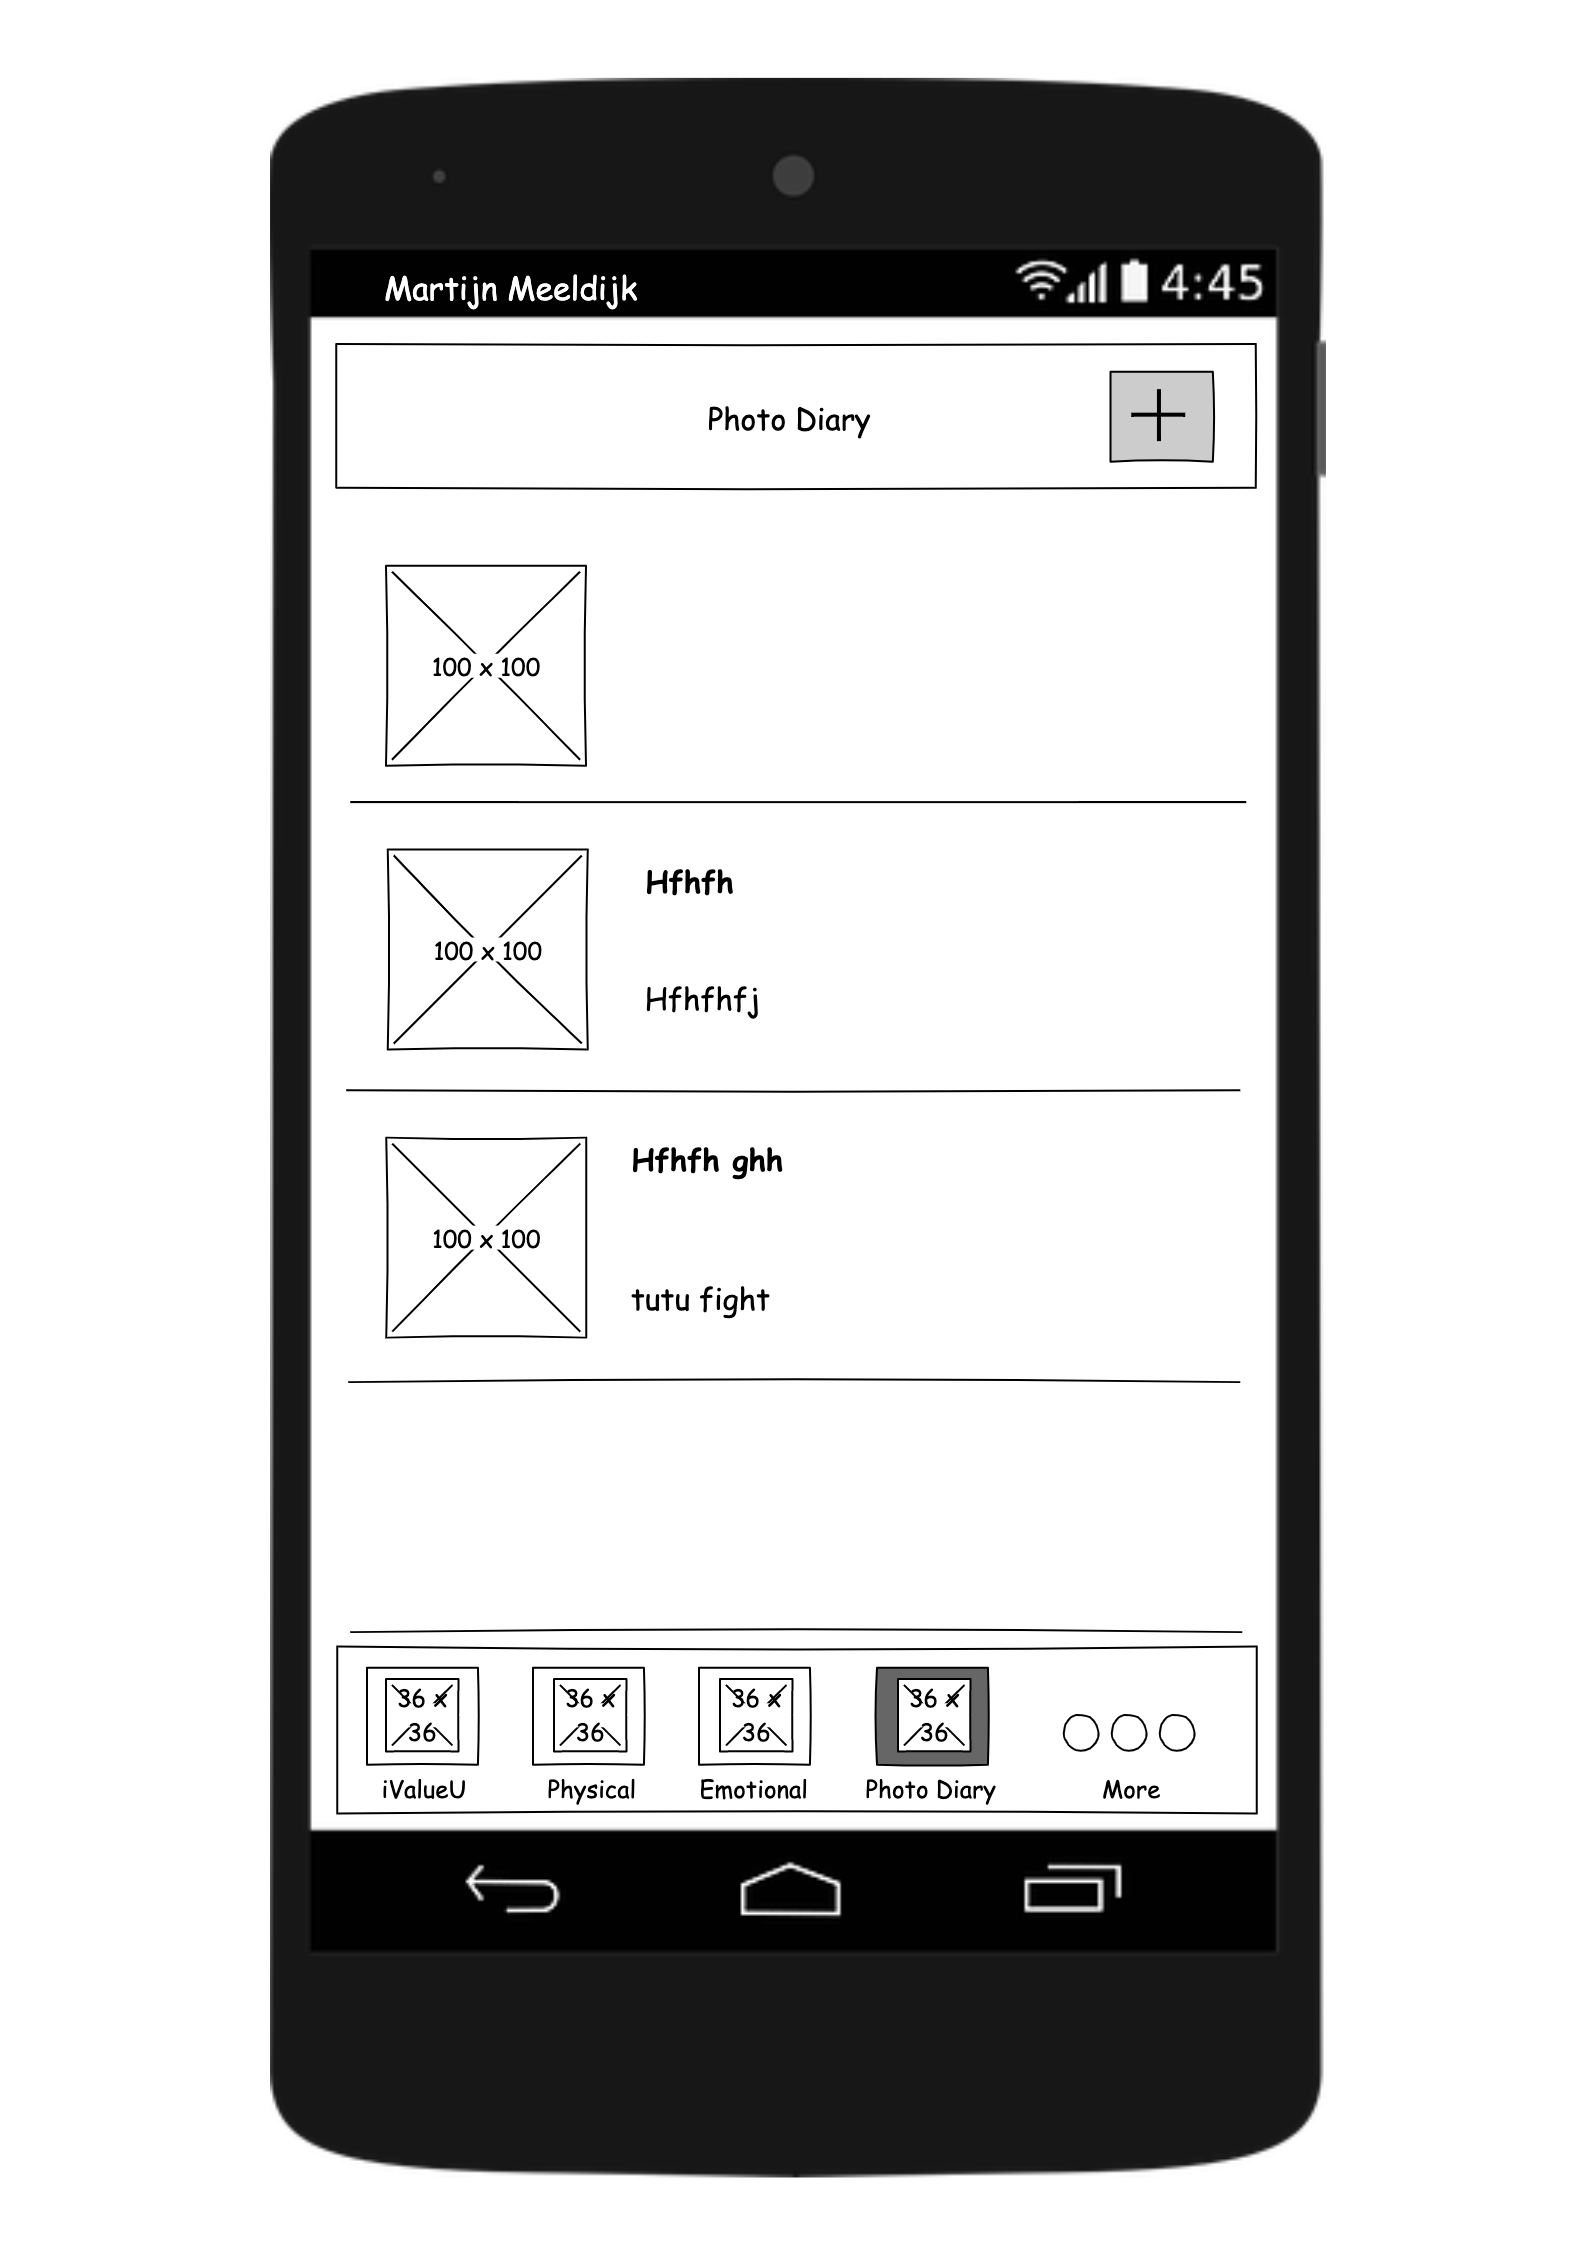 Martijn Meeldijk 4:45
Photo Diary
100 x 100
100 x 100
Hfhfh
Hfhfhfj
100 x 100
Hfhfh ghh
tutu fight
36 x
36
36 x
36
36 x
36
36 x
36
iValueU Physical Emotional Photo Diary More